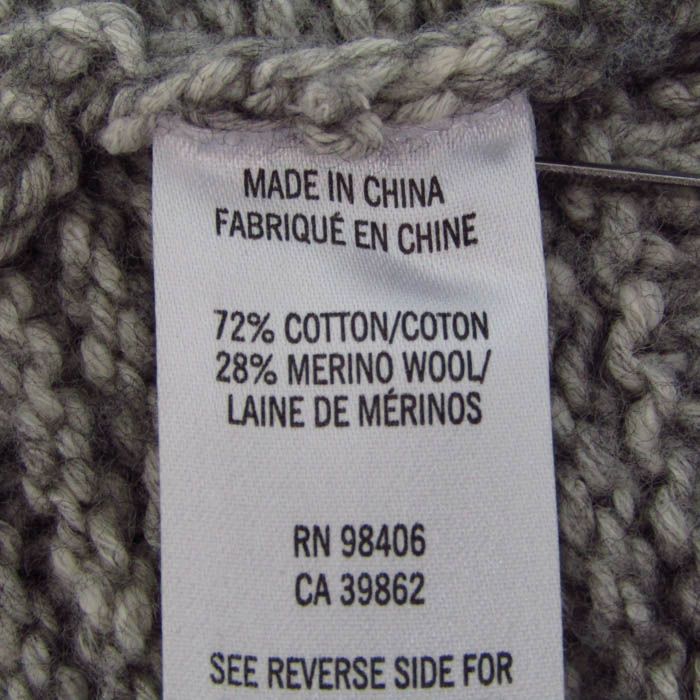 MADE IN CHINA
FABRIQUÉ EN CHINE
72% COTTON/COTON
28% MERINO WOOL/
LAINE DE MÉRINOS
RN 98406
CA 39862
SEE REVERSE SIDE FOR